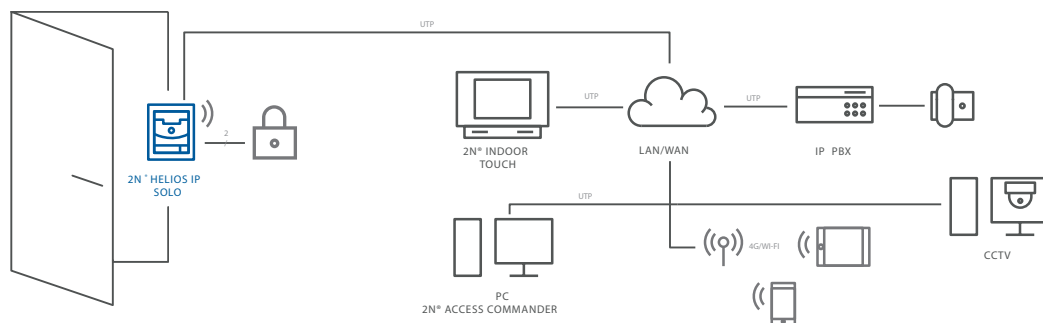 UTP
UTP
UTP
2
2N® HELIOS IP
SOLO
2N® INDOOR
TOUCH
LAN/WAN
IP PBX
UTP
4G/WI-FI
CCTV
PC
2N® ACCESS COMMANDER